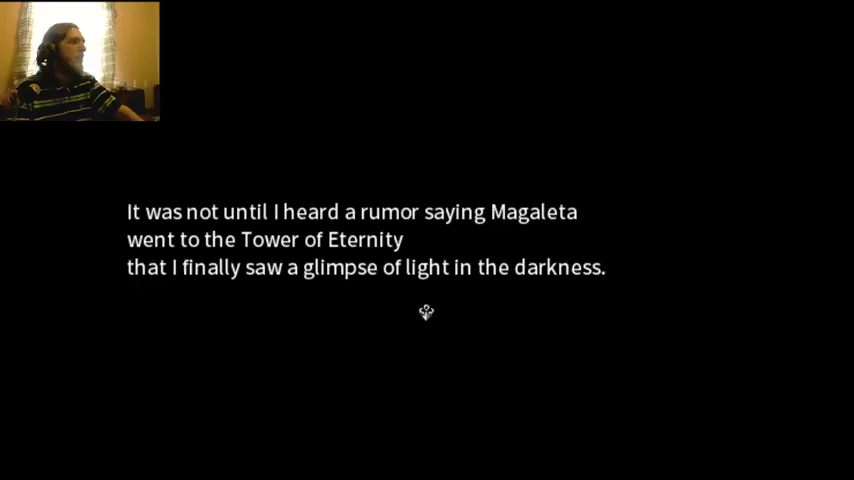 It was not until I heard a rumor saying Magaleta
went to the Tower of Eternity
that I finally saw a glimpse of light in the darkness.